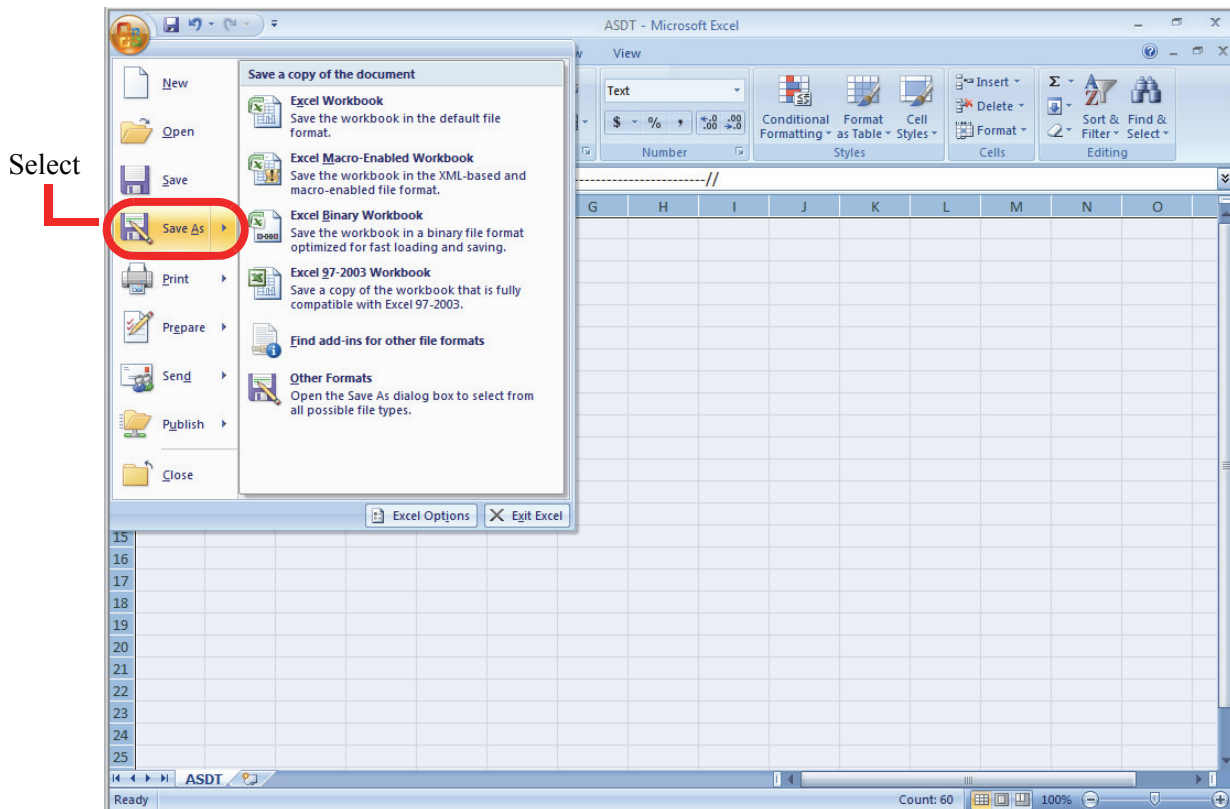 ASDT - Microsoft Excel
View
Select
New
Open
Save
Save As
Print
Prepare
Send
Publish
Close
Save a copy of the document
Excel Workbook
Save the workbook in the default file
format.
Excel Macro-Enabled Workbook
Save the workbook in the XML-based and
macro-enabled file format.
Excel Binary Workbook
Save the workbook in a binary file format
optimized for fast loading and saving.
Excel 97-2003 Workbook
Save a copy of the workbook that is fully
compatible with Excel 97-2003.
Find add-ins for other file formats
Other Formats
Open the Save As dialog box to select from
all possible file types.
Excel Options
Exit Excel
Text
$ % , .00 .00
Number
Conditional
Formatting
Format
as Table
Cell
Styles
Styles
Insert
Delete
Format
Cells
Σ
Sort &
Filter
Find &
Select
Editing
------------------------//
G H I J K L M N O
15
16
17
18
19
20
21
22
23
24
25
ASDT
Ready
Count: 60
100%